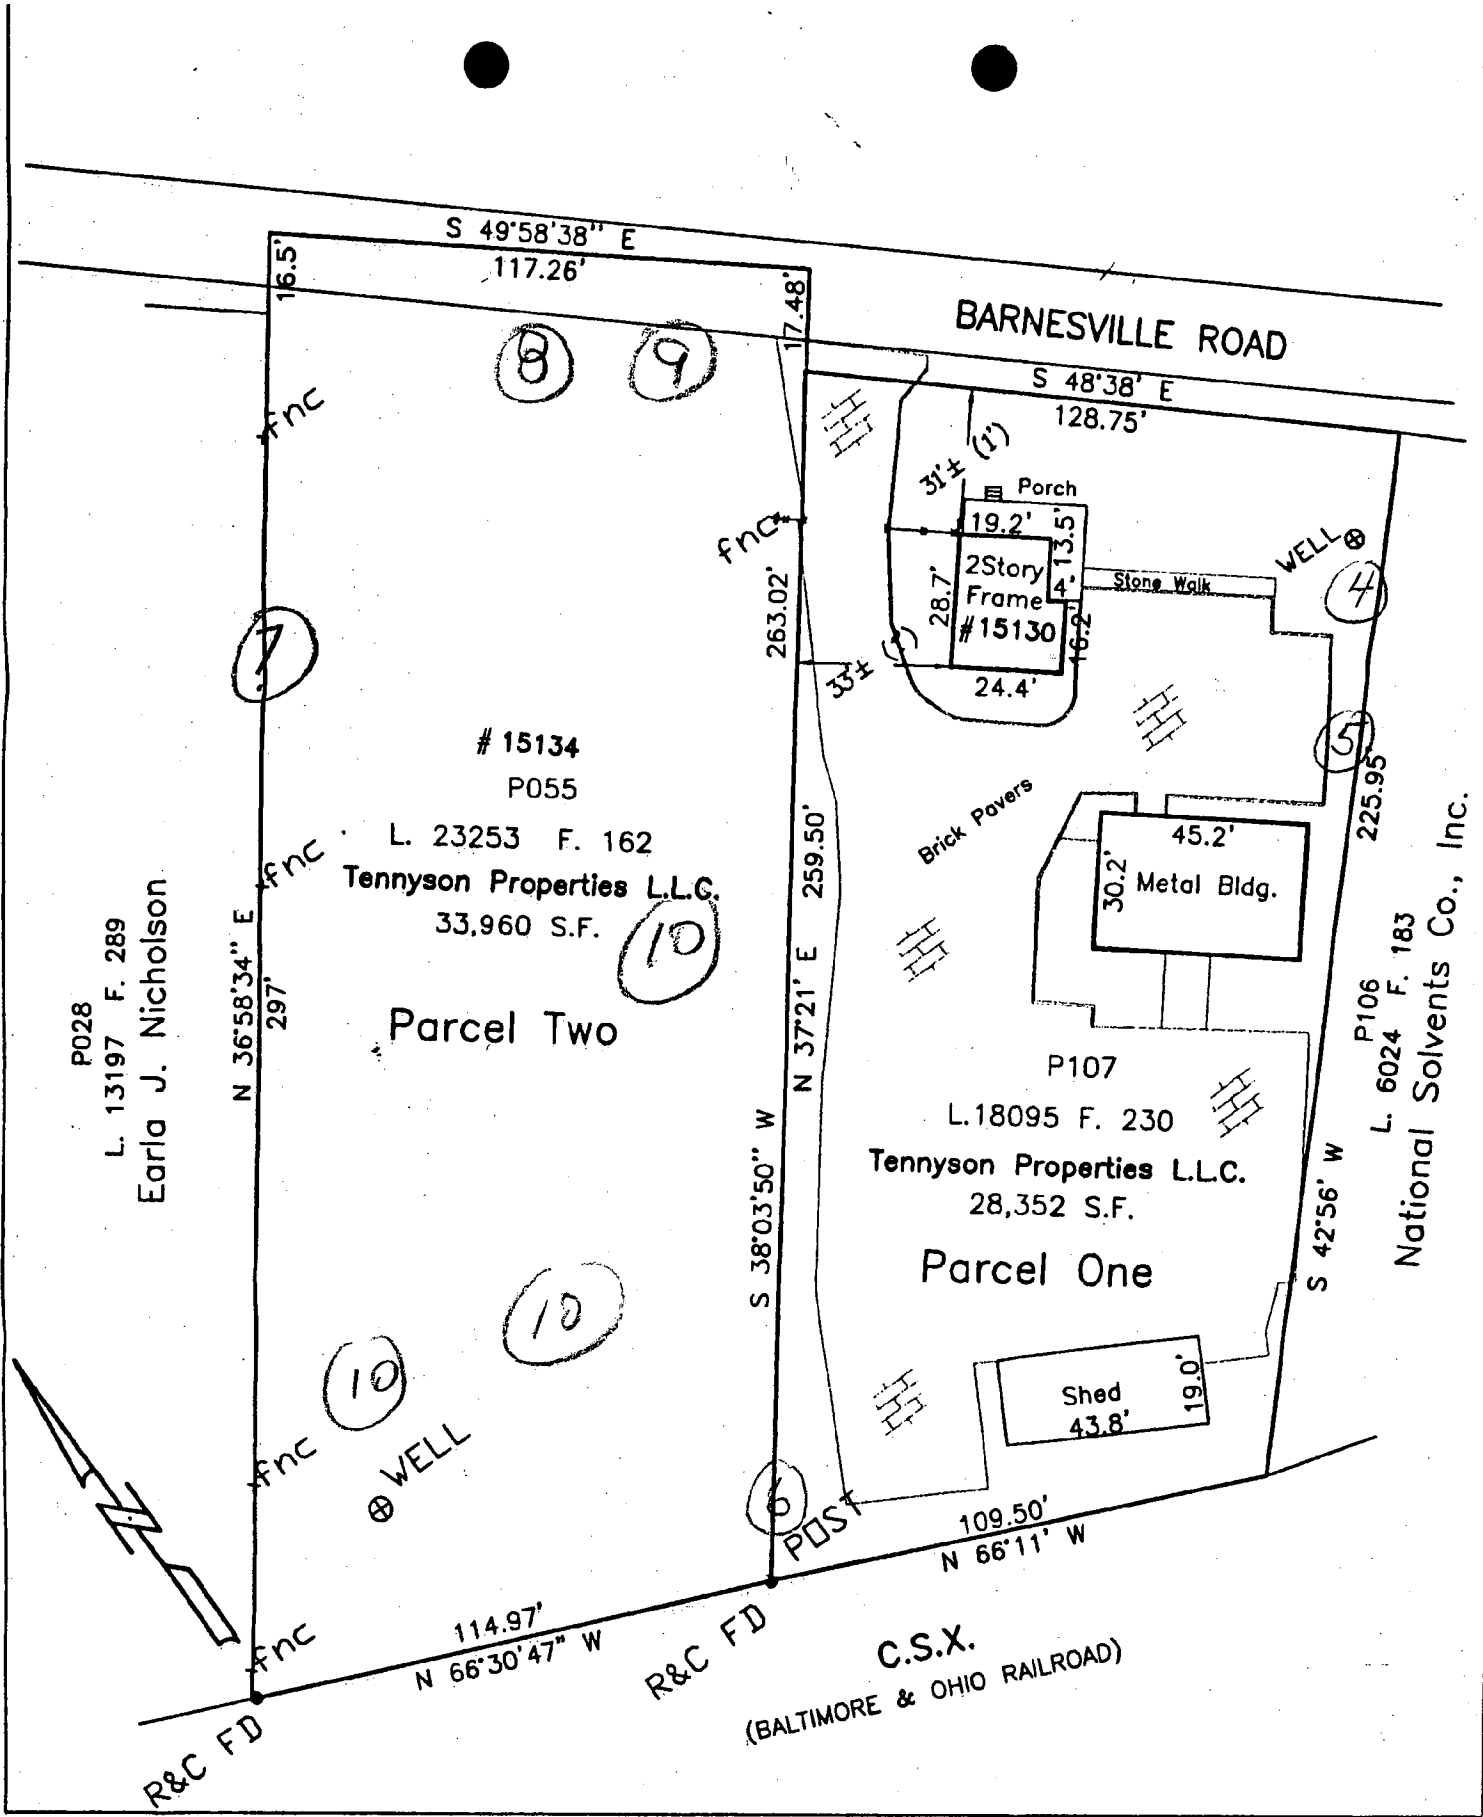 S 49°58'38" E
117.26'
16.5'
17.48'
BARNESVILLE ROAD
S 48°38' E
128.75'
8
9
fnc
31'± (1')
Porch
19.2'
13.5'
fnc
2Story
Frame
#15130
4'
28.7'
16.2'
24.4'
Stone Walk
WELL
4
263.02'
33'±
7
5
225.95'
# 15134
P055
L. 23253 F. 162
Tennyson Properties L.L.C.
33,960 S.F.
10
Parcel Two
fnc
259.50'
Brick Pavers
45.2'
30.2'
Metal Bldg.
P028
L. 13197 F. 289
Earla J. Nicholson
N 36°58'34" E
297'
N 37°21' E
S 38°03'50" W
P106
L. 6024 F. 183
National Solvents Co., Inc.
P107
L.18095 F. 230
Tennyson Properties L.L.C.
28,352 S.F.
Parcel One
S 42°56' W
10
10
Shed
43.8'
19.0'
fnc
WELL
6
POST
109.50'
N 66°11' W
fnc
114.97'
N 66°30'47" W
R&C FD
R&C FD
C.S.X.
(BALTIMORE & OHIO RAILROAD)